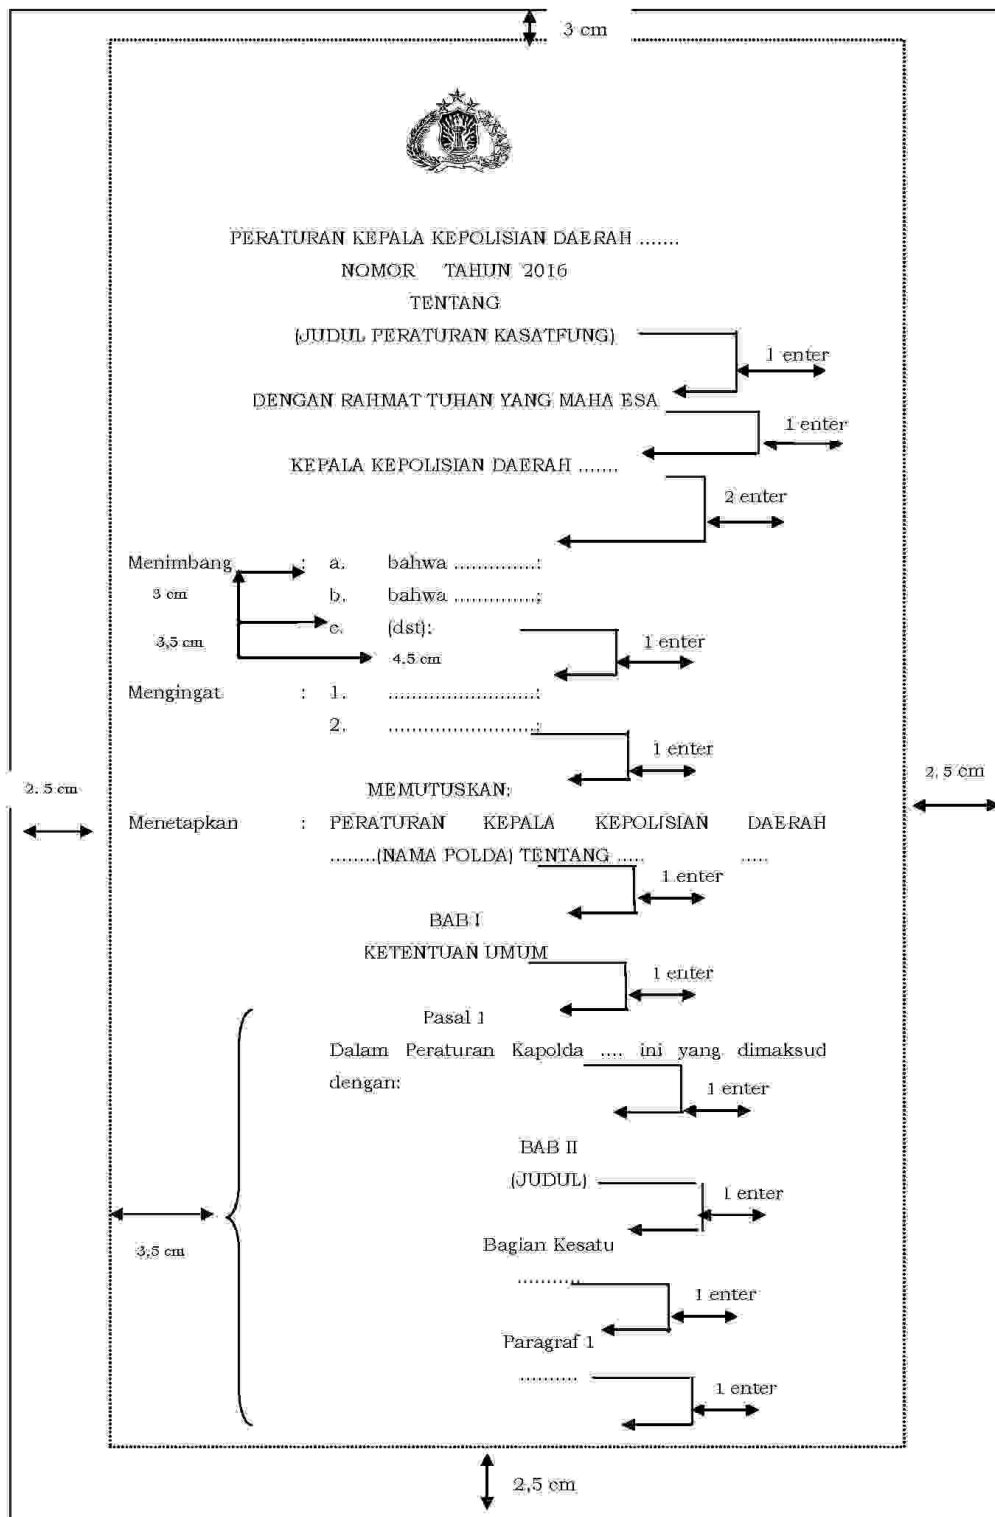 3 cm
PERATURAN KEPALA KEPOLISIAN DAERAH .......
NOMOR TAHUN 2016
TENTANG
(JUDUL PERATURAN KASATFUNG)
1 enter
DENGAN RAHMAT TUHAN YANG MAHA ESA
1 enter
KEPALA KEPOLISIAN DAERAH .......
2 enter
Menimbang : a. bahwa ..............;
3 cm
b. bahwa ..............;
3,5 cm
c. (dst);
1 enter
4.5 cm
Mengingat : 1. .........................;
2. .........................;
1 enter
2. 5 cm
2, 5 cm
MEMUTUSKAN:
Menetapkan : PERATURAN KEPALA KEPOLISIAN DAERAH
........(NAMA POLDA) TENTANG ..... .....
1 enter
BAB I
KETENTUAN UMUM
1 enter
Pasal 1
Dalam Peraturan Kapolda .... ini yang dimaksud
dengan:
1 enter
BAB II
(JUDUL)
1 enter
3,5 cm
Bagian Kesatu
...........
1 enter
Paragraf 1
..........
1 enter
2,5 cm